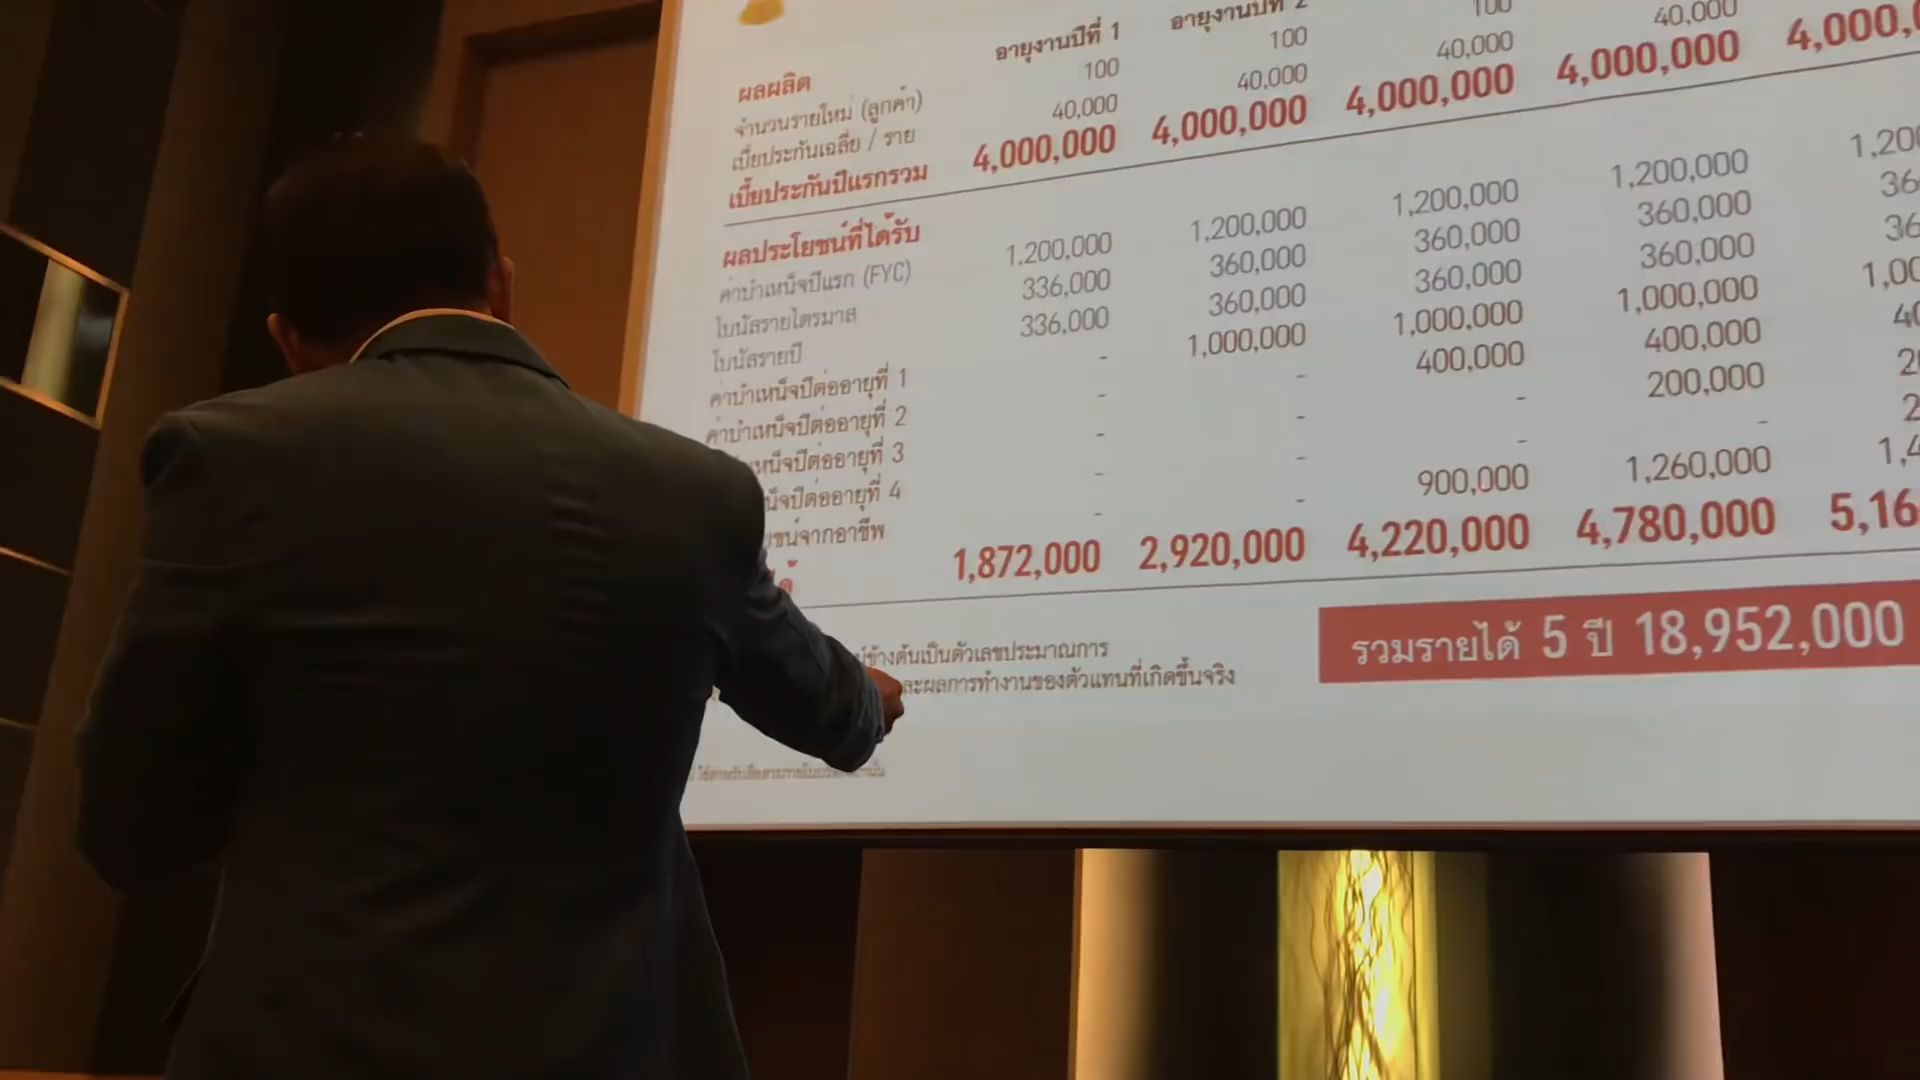 อายุงานปีที่ 1 อายุงานปีที่ 2
ผลผลิต
จำนวนรายใหม่ (ลูกค้า) 100 100 100
เบี้ยประกันเฉลี่ย / ราย 40,000 40,000 40,000 40,000
เบี้ยประกันปีแรกรวม 4,000,000 4,000,000 4,000,000 4,000,000 4,000,
ผลประโยชน์ที่ได้รับ
ค่าบำเหน็จปีแรก (FYC) 1,200,000 1,200,000 1,200,000 1,200,000 1,20
โบนัสรายไตรมาส 336,000 360,000 360,000 360,000 36
โบนัสรายปี 336,000 360,000 360,000 360,000 36
ค่าบำเหน็จปีต่ออายุที่ 1 - 1,000,000 1,000,000 1,000,000 1,00
ค่าบำเหน็จปีต่ออายุที่ 2 - - 400,000 400,000 40
หน็จปีต่ออายุที่ 3 - - - 200,000 20
น็จปีต่ออายุที่ 4 - - - - 2
ยชน์จากอาชีพ - - 900,000 1,260,000 1,4
ได้ 1,872,000 2,920,000 4,220,000 4,780,000 5,16
รวมรายได้ 5 ปี 18,952,000
ข้างต้นเป็นตัวเลขประมาณการ
ละผลการทำงานของตัวแทนที่เกิดขึ้นจริง